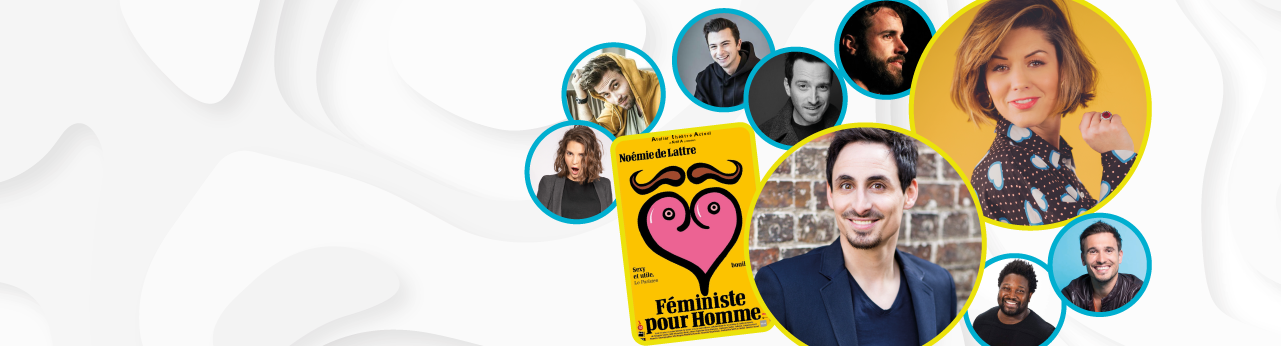 Atelier Théâtre Actuel
Noémie de Lattre
Sexy
et utile.
Le Parisien
Féministe
pour Homme